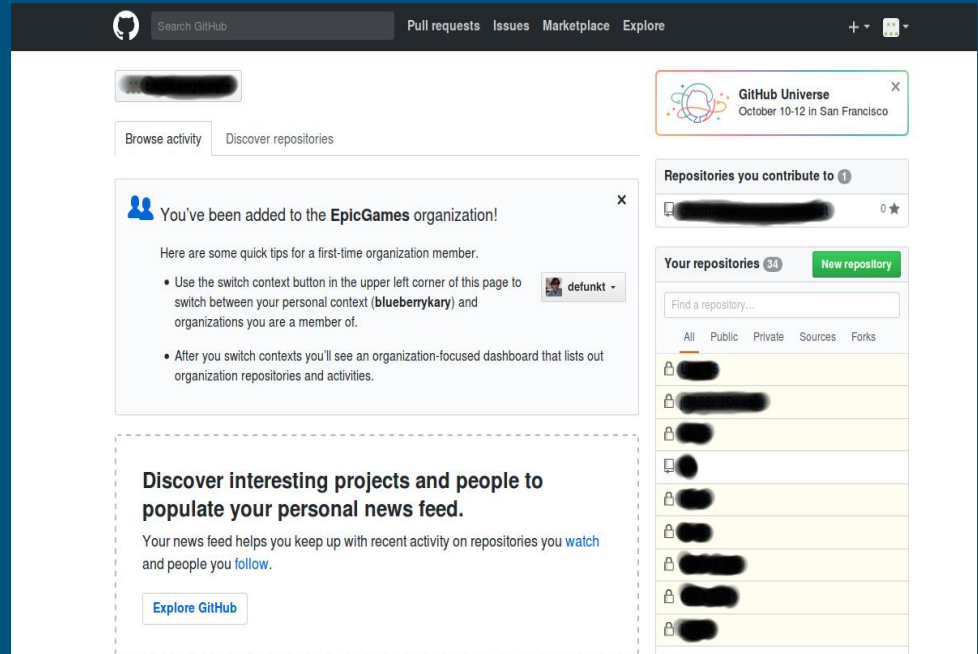 Search GitHub
Pull requests Issues Marketplace Explore
Browse activity
Discover repositories
You've been added to the EpicGames organization!
Here are some quick tips for a first-time organization member.
Use the switch context button in the upper left corner of this page to
switch between your personal context (blueberrykary) and
organizations you are a member of.
defunkt
After you switch contexts you'll see an organization-focused dashboard that lists out
organization repositories and activities.
Discover interesting projects and people to
populate your personal news feed.
Your news feed helps you keep up with recent activity on repositories you watch
and people you follow.
Explore GitHub
GitHub Universe
October 10-12 in San Francisco
Repositories you contribute to 1
0
Your repositories 34
New repository
Find a repository...
All Public Private Sources Forks